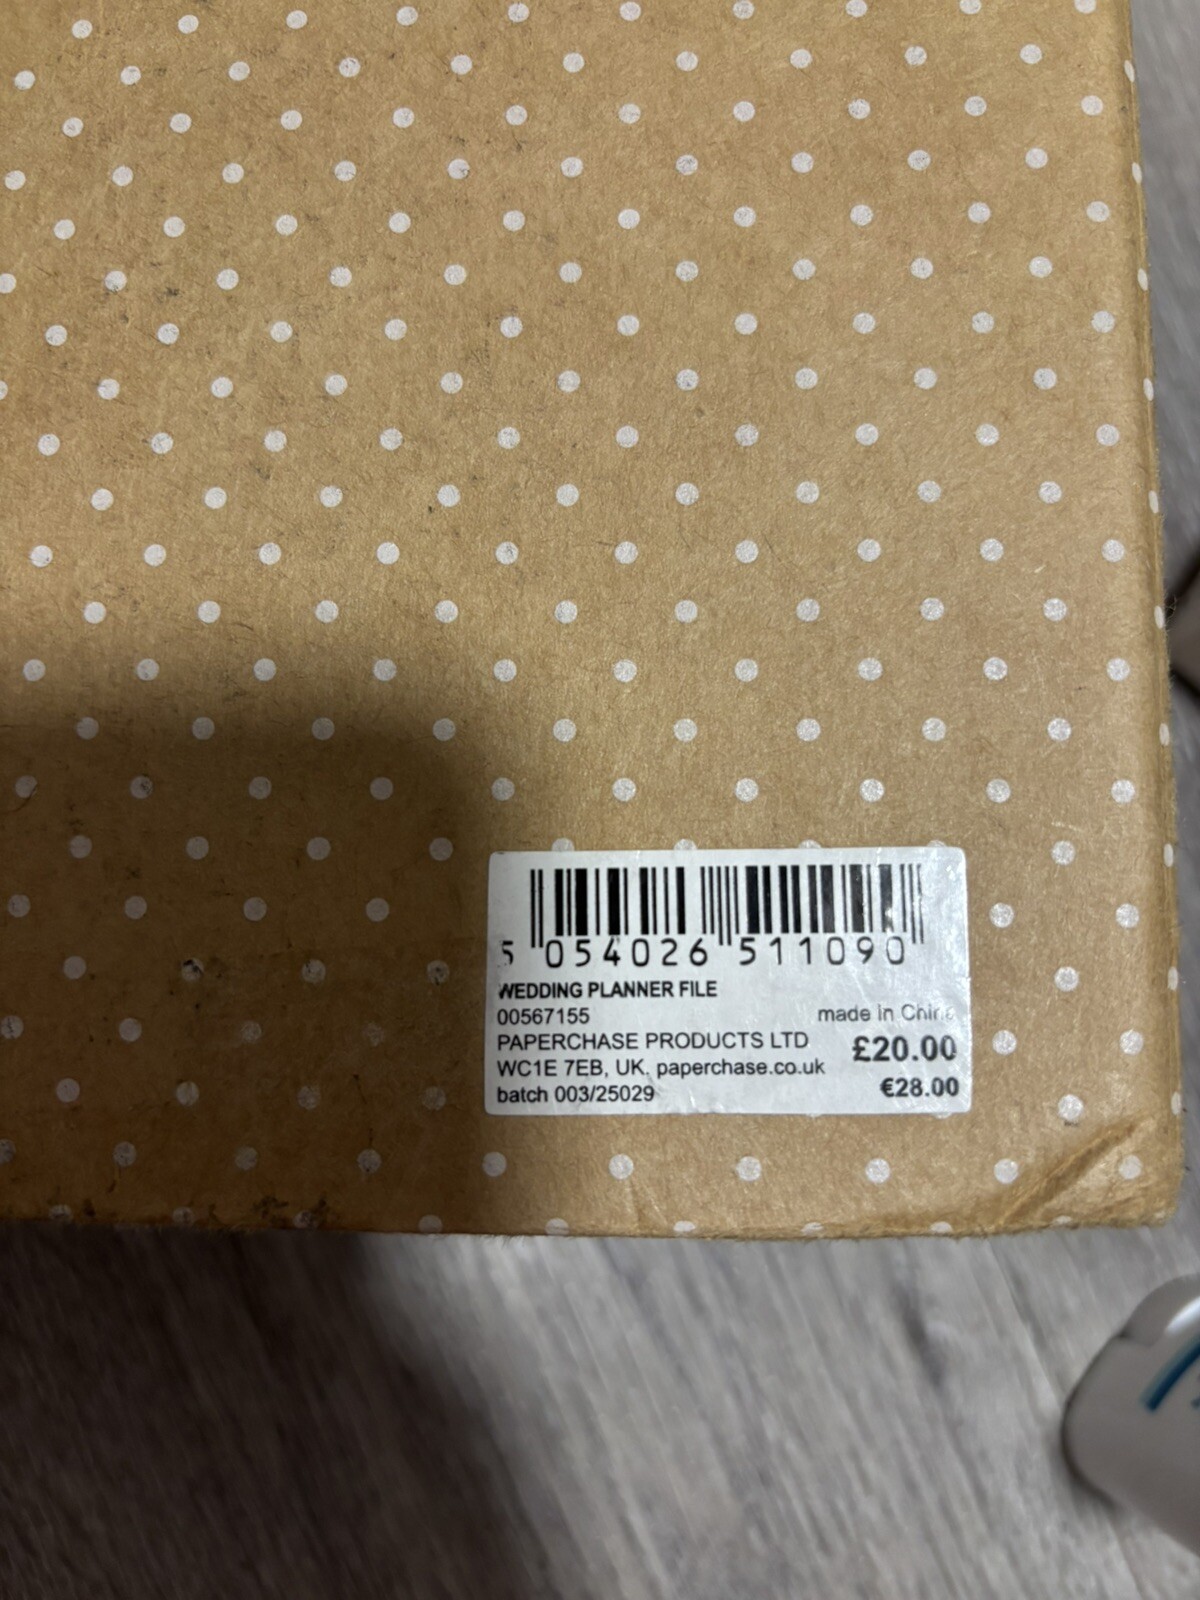 5 054026 511090
WEDDING PLANNER FILE
00567155
made in China
PAPERCHASE PRODUCTS LTD
£20.00
WC1E 7EB, UK. paperchase.co.uk
€28.00
batch 003/25029